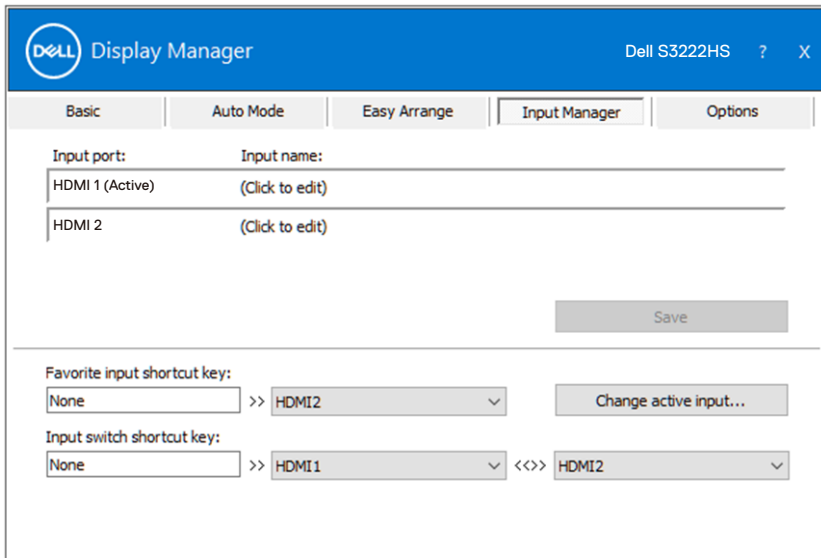 DELL Display Manager Dell S3222HS ? X
Basic Auto Mode Easy Arrange Input Manager Options
Input port: Input name:
HDMI 1 (Active) (Click to edit)
HDMI 2 (Click to edit)
Save
Favorite input shortcut key:
None >> HDMI2 Change active input...
Input switch shortcut key:
None >> HDMI1 <<>> HDMI2